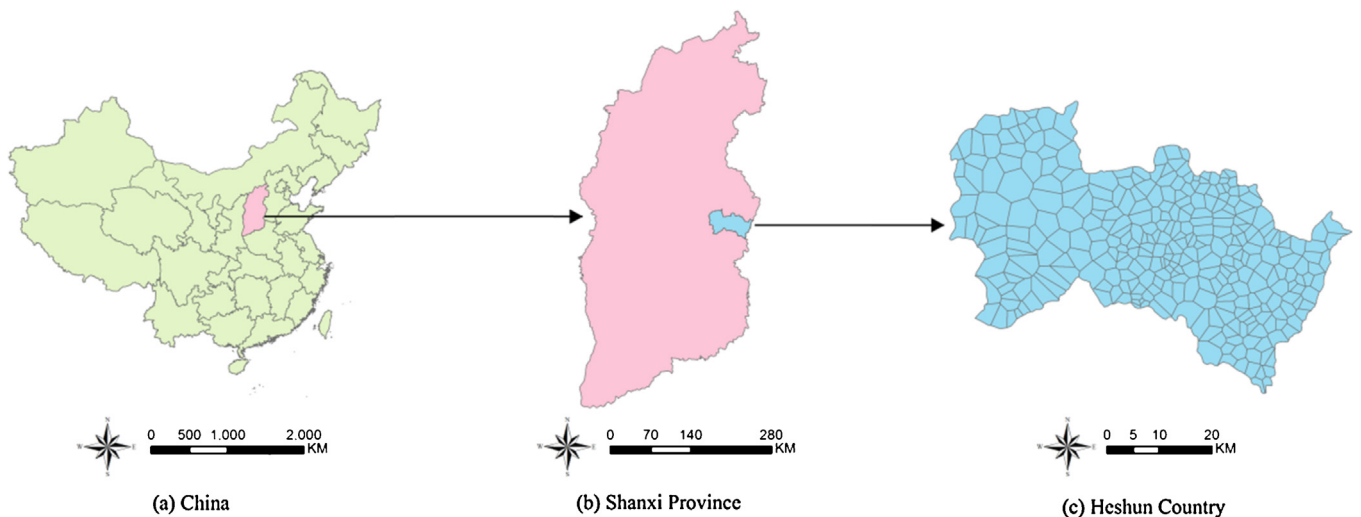 N
W E
S
0 500 1.000 2.000
KM
(a) China
N
W E
S
0 70 140 280
KM
(b) Shanxi Province
N
W E
S
0 5 10 20
KM
(c) Heshun Country